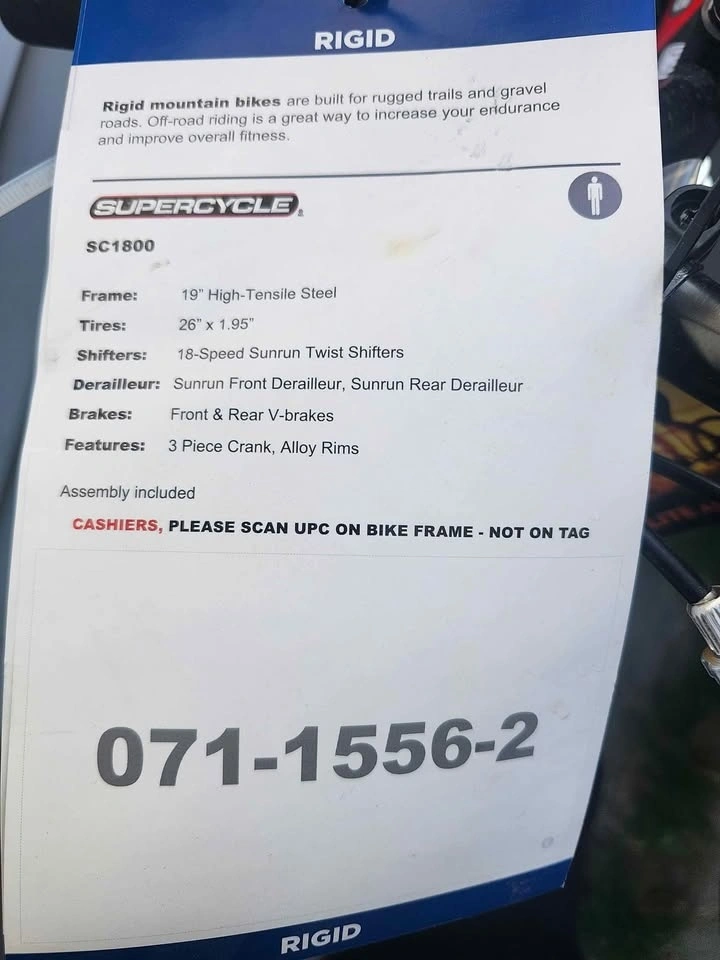 RIGID
Rigid mountain bikes are built for rugged trails and gravel
roads. Off-road riding is a great way to increase your endurance
and improve overall fitness.
SUPERCYCLE®
SC1800
Frame: 19” High-Tensile Steel
Tires: 26” x 1.95”
Shifters: 18-Speed Sunrun Twist Shifters
Derailleur: Sunrun Front Derailleur, Sunrun Rear Derailleur
Brakes: Front & Rear V-brakes
Features: 3 Piece Crank, Alloy Rims
Assembly included
CASHIERS, PLEASE SCAN UPC ON BIKE FRAME - NOT ON TAG
071-1556-2
RIGID